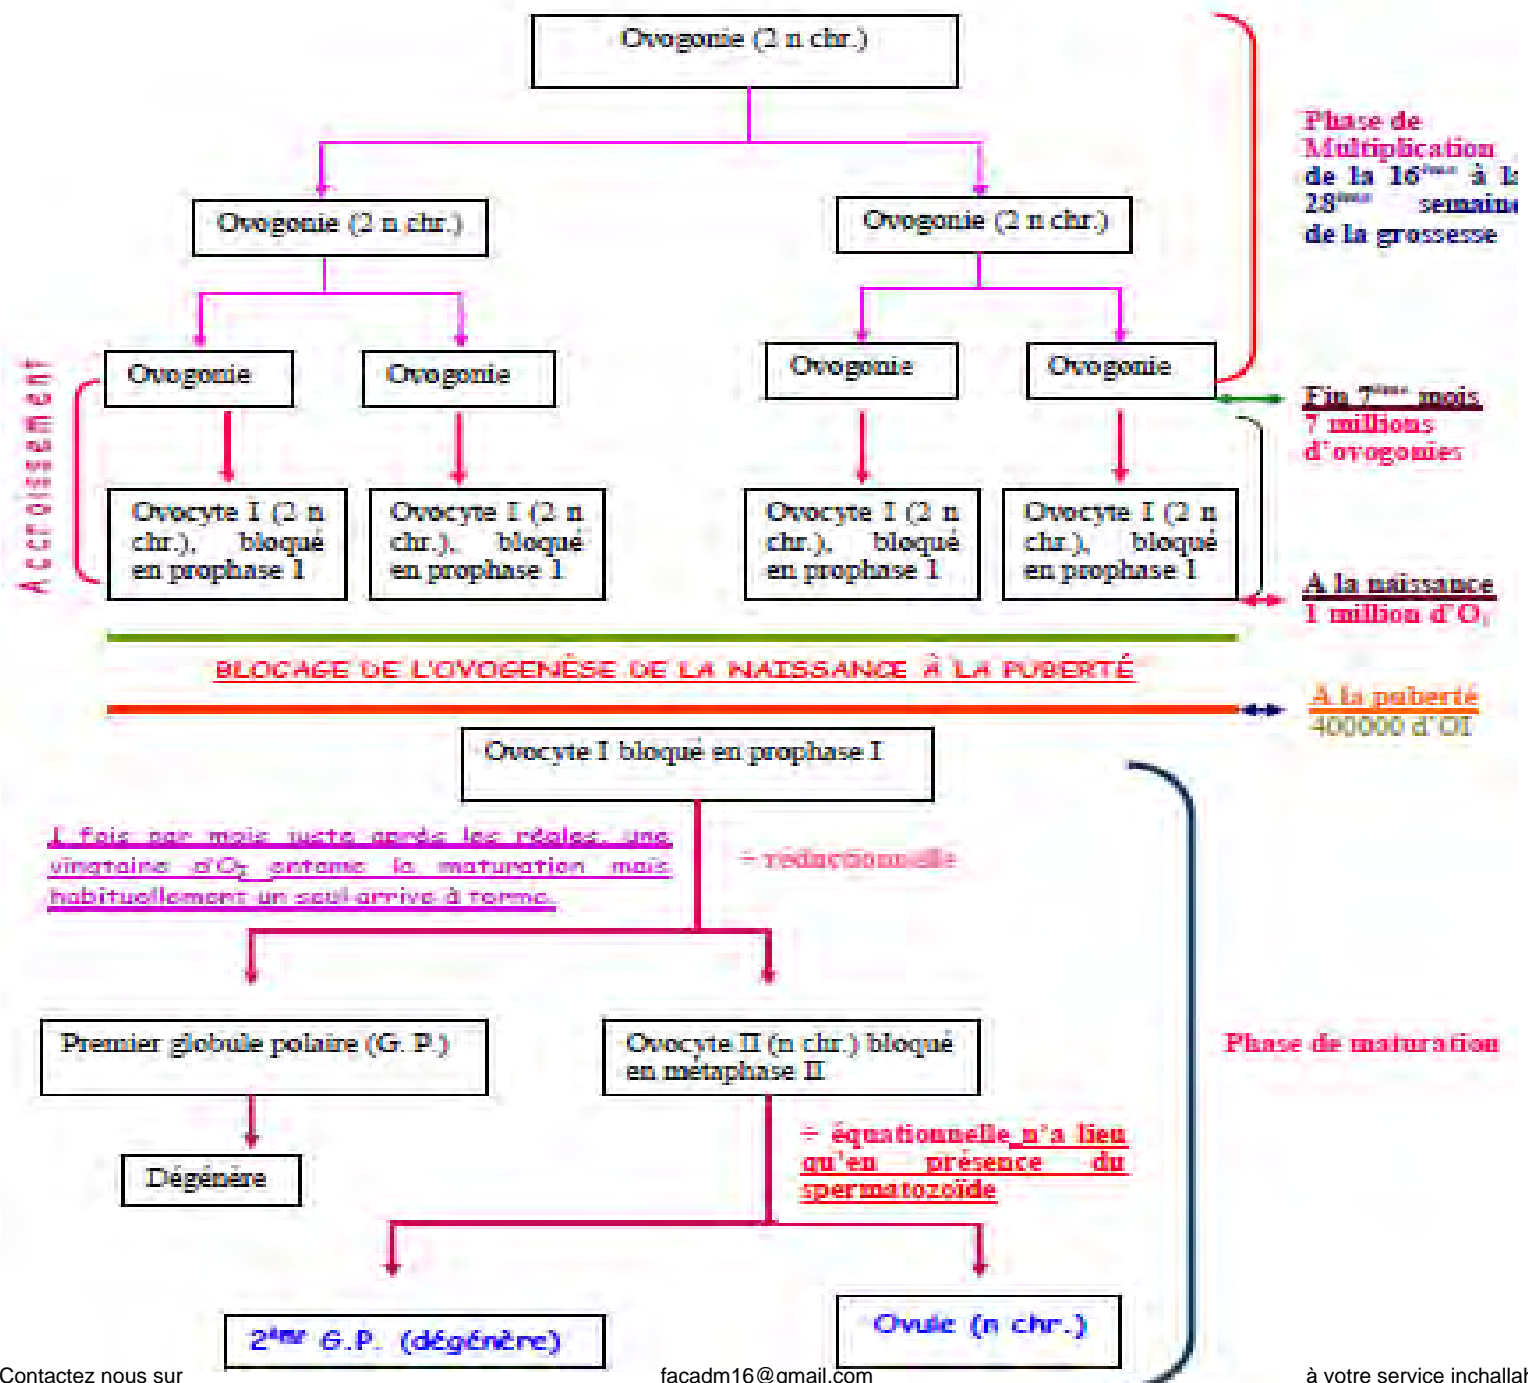 Ovogonie (2 n chr.)
Phase de
Multiplication
de la 16ème à la
28ème semaine
de la grossesse
Ovogonie (2 n chr.)
Ovogonie (2 n chr.)
Ovogonie
Ovogonie
Ovogonie
Ovogonie
Accroissement
Fin 7ème mois
7 millions
d'ovogonies
Ovocyte I (2 n
chr.), bloqué
en prophase I
Ovocyte I (2 n
chr.), bloqué
en prophase I
Ovocyte I (2 n
chr.), bloqué
en prophase I
Ovocyte I (2 n
chr.), bloqué
en prophase I
A la naissance
1 million d'O₁
BLOCAGE DE L'OVOGENÈSE DE LA NAISSANCE À LA PUBERTÉ
A la puberté
400000 d'OI
Ovocyte I bloqué en prophase I
1 fois par mois juste après les règles, une
vingtaine d'O₁ entame la maturation mais
habituellement un seul arrive à terme.
÷ réductionnelle
Premier globule polaire (G. P.)
Ovocyte II (n chr.) bloqué
en métaphase II
Phase de maturation
Dégénère
÷ équationnelle n'a lieu
qu'en présence du
spermatozoïde
2ème G.P. (dégénère)
Ovule (n chr.)
Contactez nous sur facadm16@gmail.com à votre service inchallah